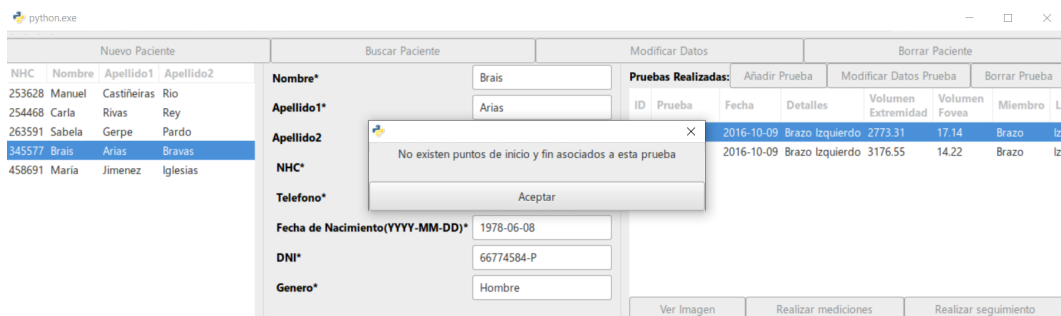 python.exe
Nuevo Paciente Buscar Paciente Modificar Datos Borrar Paciente
NHC Nombre Apellido1 Apellido2
253628 Manuel Castiñeiras Rio
254468 Carla Rivas Rey
263591 Sabela Gerpe Pardo
345577 Brais Arias Bravas
458691 María Jimenez Iglesias
Nombre* Brais
Apellido1* Arias
Apellido2
NHC*
Telefono*
Fecha de Nacimiento(YYYY-MM-DD)* 1978-06-08
DNI* 66774584-P
Genero* Hombre
No existen puntos de inicio y fin asociados a esta prueba
Aceptar
Pruebas Realizadas: Añadir Prueba Modificar Datos Prueba Borrar Prueba
ID Prueba Fecha Detalles Volumen Extremidad Volumen Fovea Miembro
2016-10-09 Brazo Izquierdo 2773.31 17.14 Brazo
2016-10-09 Brazo Izquierdo 3176.55 14.22 Brazo
Ver Imagen Realizar mediciones Realizar seguimiento